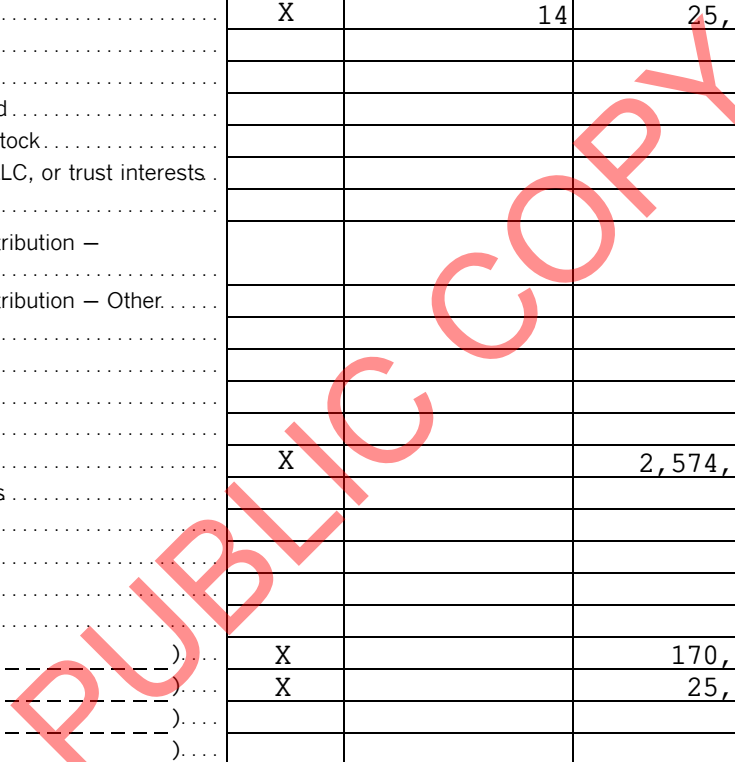 X 14 25,
d
tock
LC, or trust interests
ribution –
ribution – Other
X 2,574,
s
) X 170,
) X 25,
)
)
PUBLIC COPY